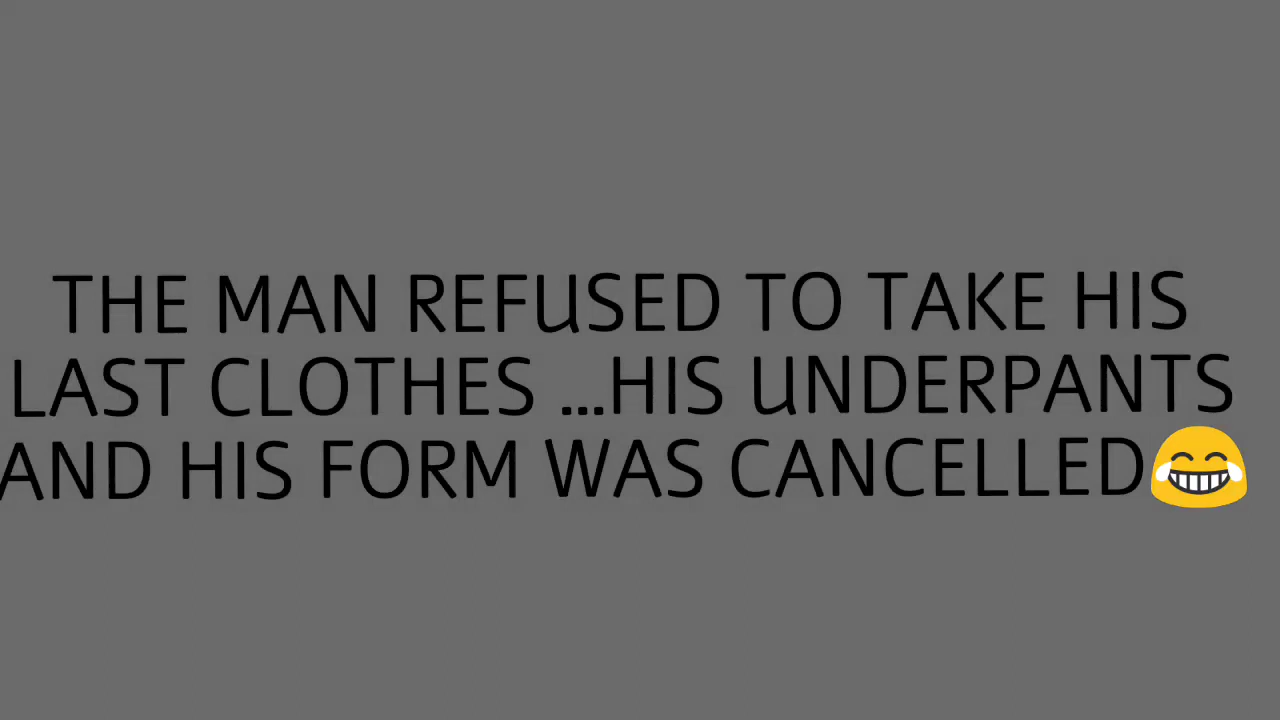 THE MAN REFUSED TO TAKE HIS
LAST CLOTHES ...HIS UNDERPANTS
AND HIS FORM WAS CANCELLED😂